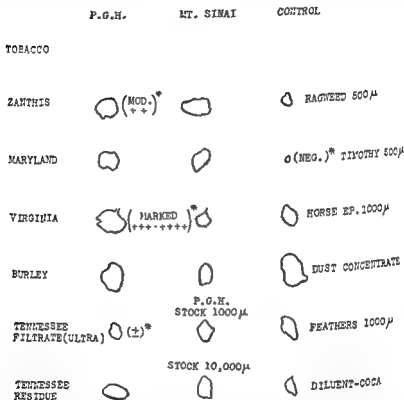 P.G.H. MT. SINAI CONTROL
TOBACCO
ZANTHIS (MOD. ++)* RAGWEED 500μ
MARYLAND O(NEG.)* TIMOTHY 500μ
VIRGINIA (MARKED +++-++++)* HORSE EP. 1000μ
BURLEY DUST CONCENTRATE
P.G.H.
STOCK 1000μ
TENNESSEE
FILTRATE(ULTRA) (±)* FEATHERS 1000μ
STOCK 10,000μ
TENNESSEE
RESIDUE DILUENT-COCA